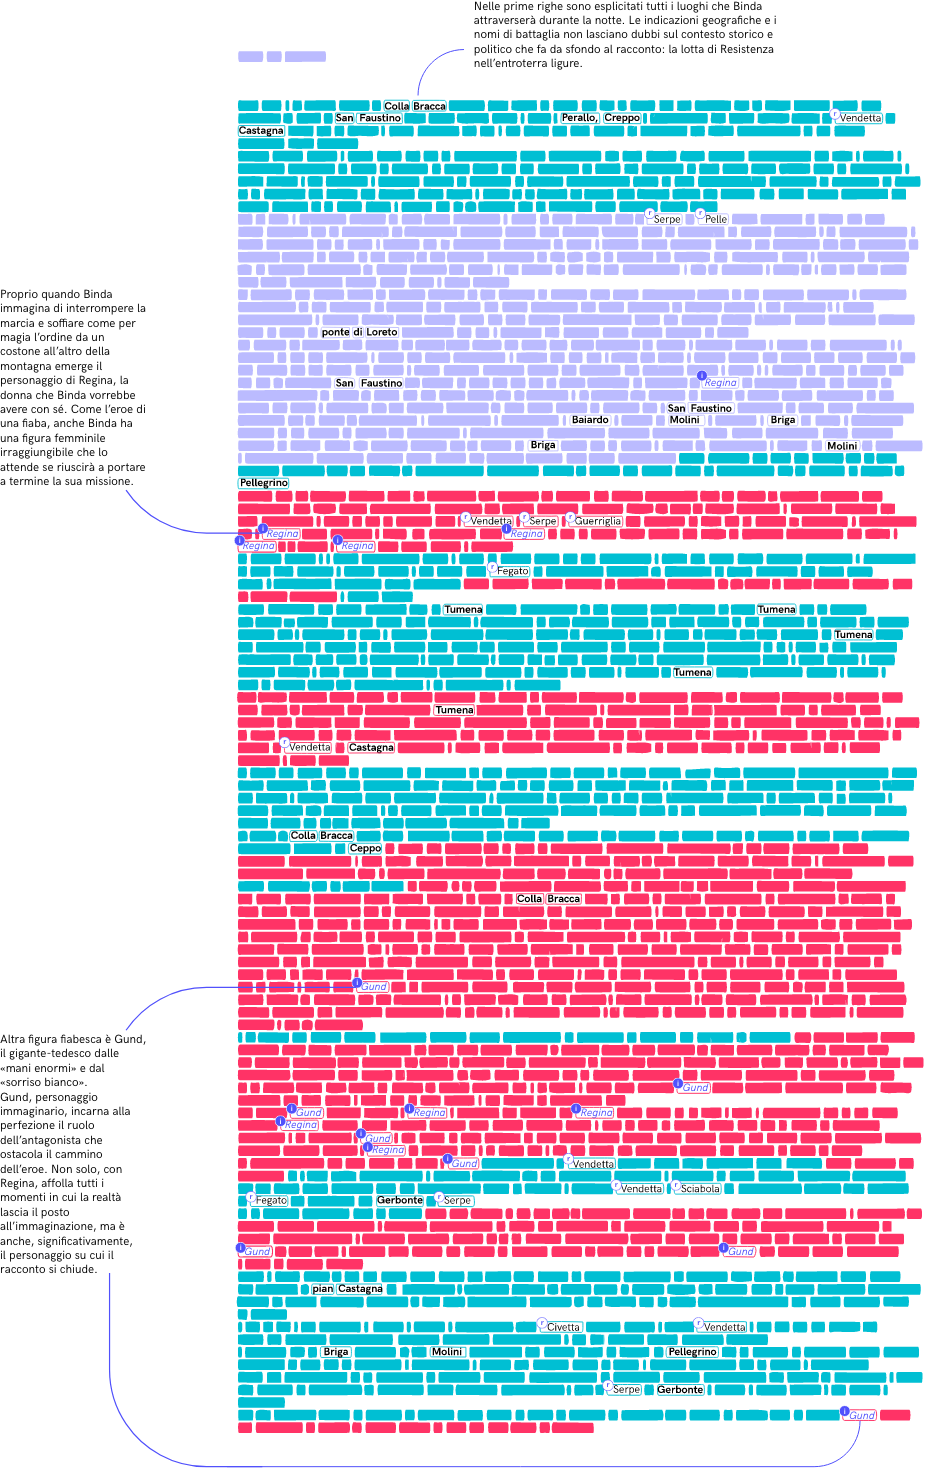 Nelle prime righe sono esplicitati tutti i luoghi che Binda
attraverserà durante la notte. Le indicazioni geografiche e i
nomi di battaglia non lasciano dubbi sul contesto storico e
politico che fa da sfondo al racconto: la lotta di Resistenza
nell'entroterra ligure.
Colla Bracca
San Faustino Perallo, Creppo r Vendetta
Castagna
r Serpe r Pelle
Proprio quando Binda
immagina di interrompere la
marcia e soffiare come per
magia l'ordine da un
costone all'altro della
montagna emerge il
personaggio di Regina, la
donna che Binda vorrebbe
avere con sé. Come l'eroe di
una fiaba, anche Binda ha
una figura femminile
irraggiungibile che lo
attende se riuscirà a portare
a termine la sua missione.
ponte di Loreto
San Faustino i Regina
San Faustino
Baiardo Molini Briga
Briga Molini
Pellegrino
r Vendetta r Serpe r Guerriglia
i Regina i Regina
i Regina i Regina
r Fegato
Tumena Tumena
Tumena
Tumena
Tumena
r Vendetta Castagna
Colla Bracca
Ceppo
Colla Bracca
i Gund
Altra figura fiabesca è Gund,
il gigante-tedesco dalle
«mani enormi» e dal
«sorriso bianco».
Gund, personaggio
immaginario, incarna alla
perfezione il ruolo
dell'antagonista che
ostacola il cammino
dell'eroe. Non solo, con
Regina, affolla tutti i
momenti in cui la realtà
lascia il posto
all'immaginazione, ma è
anche, significativamente,
il personaggio su cui il
racconto si chiude.
i Gund
i Gund i Regina i Regina
i Regina
i Gund
i Regina
i Gund r Vendetta
r Vendetta r Sciabola
r Fegato Gerbonte r Serpe
i Gund i Gund
pian Castagna
r Civetta r Vendetta
Briga Molini Pellegrino
r Serpe Gerbonte
i Gund